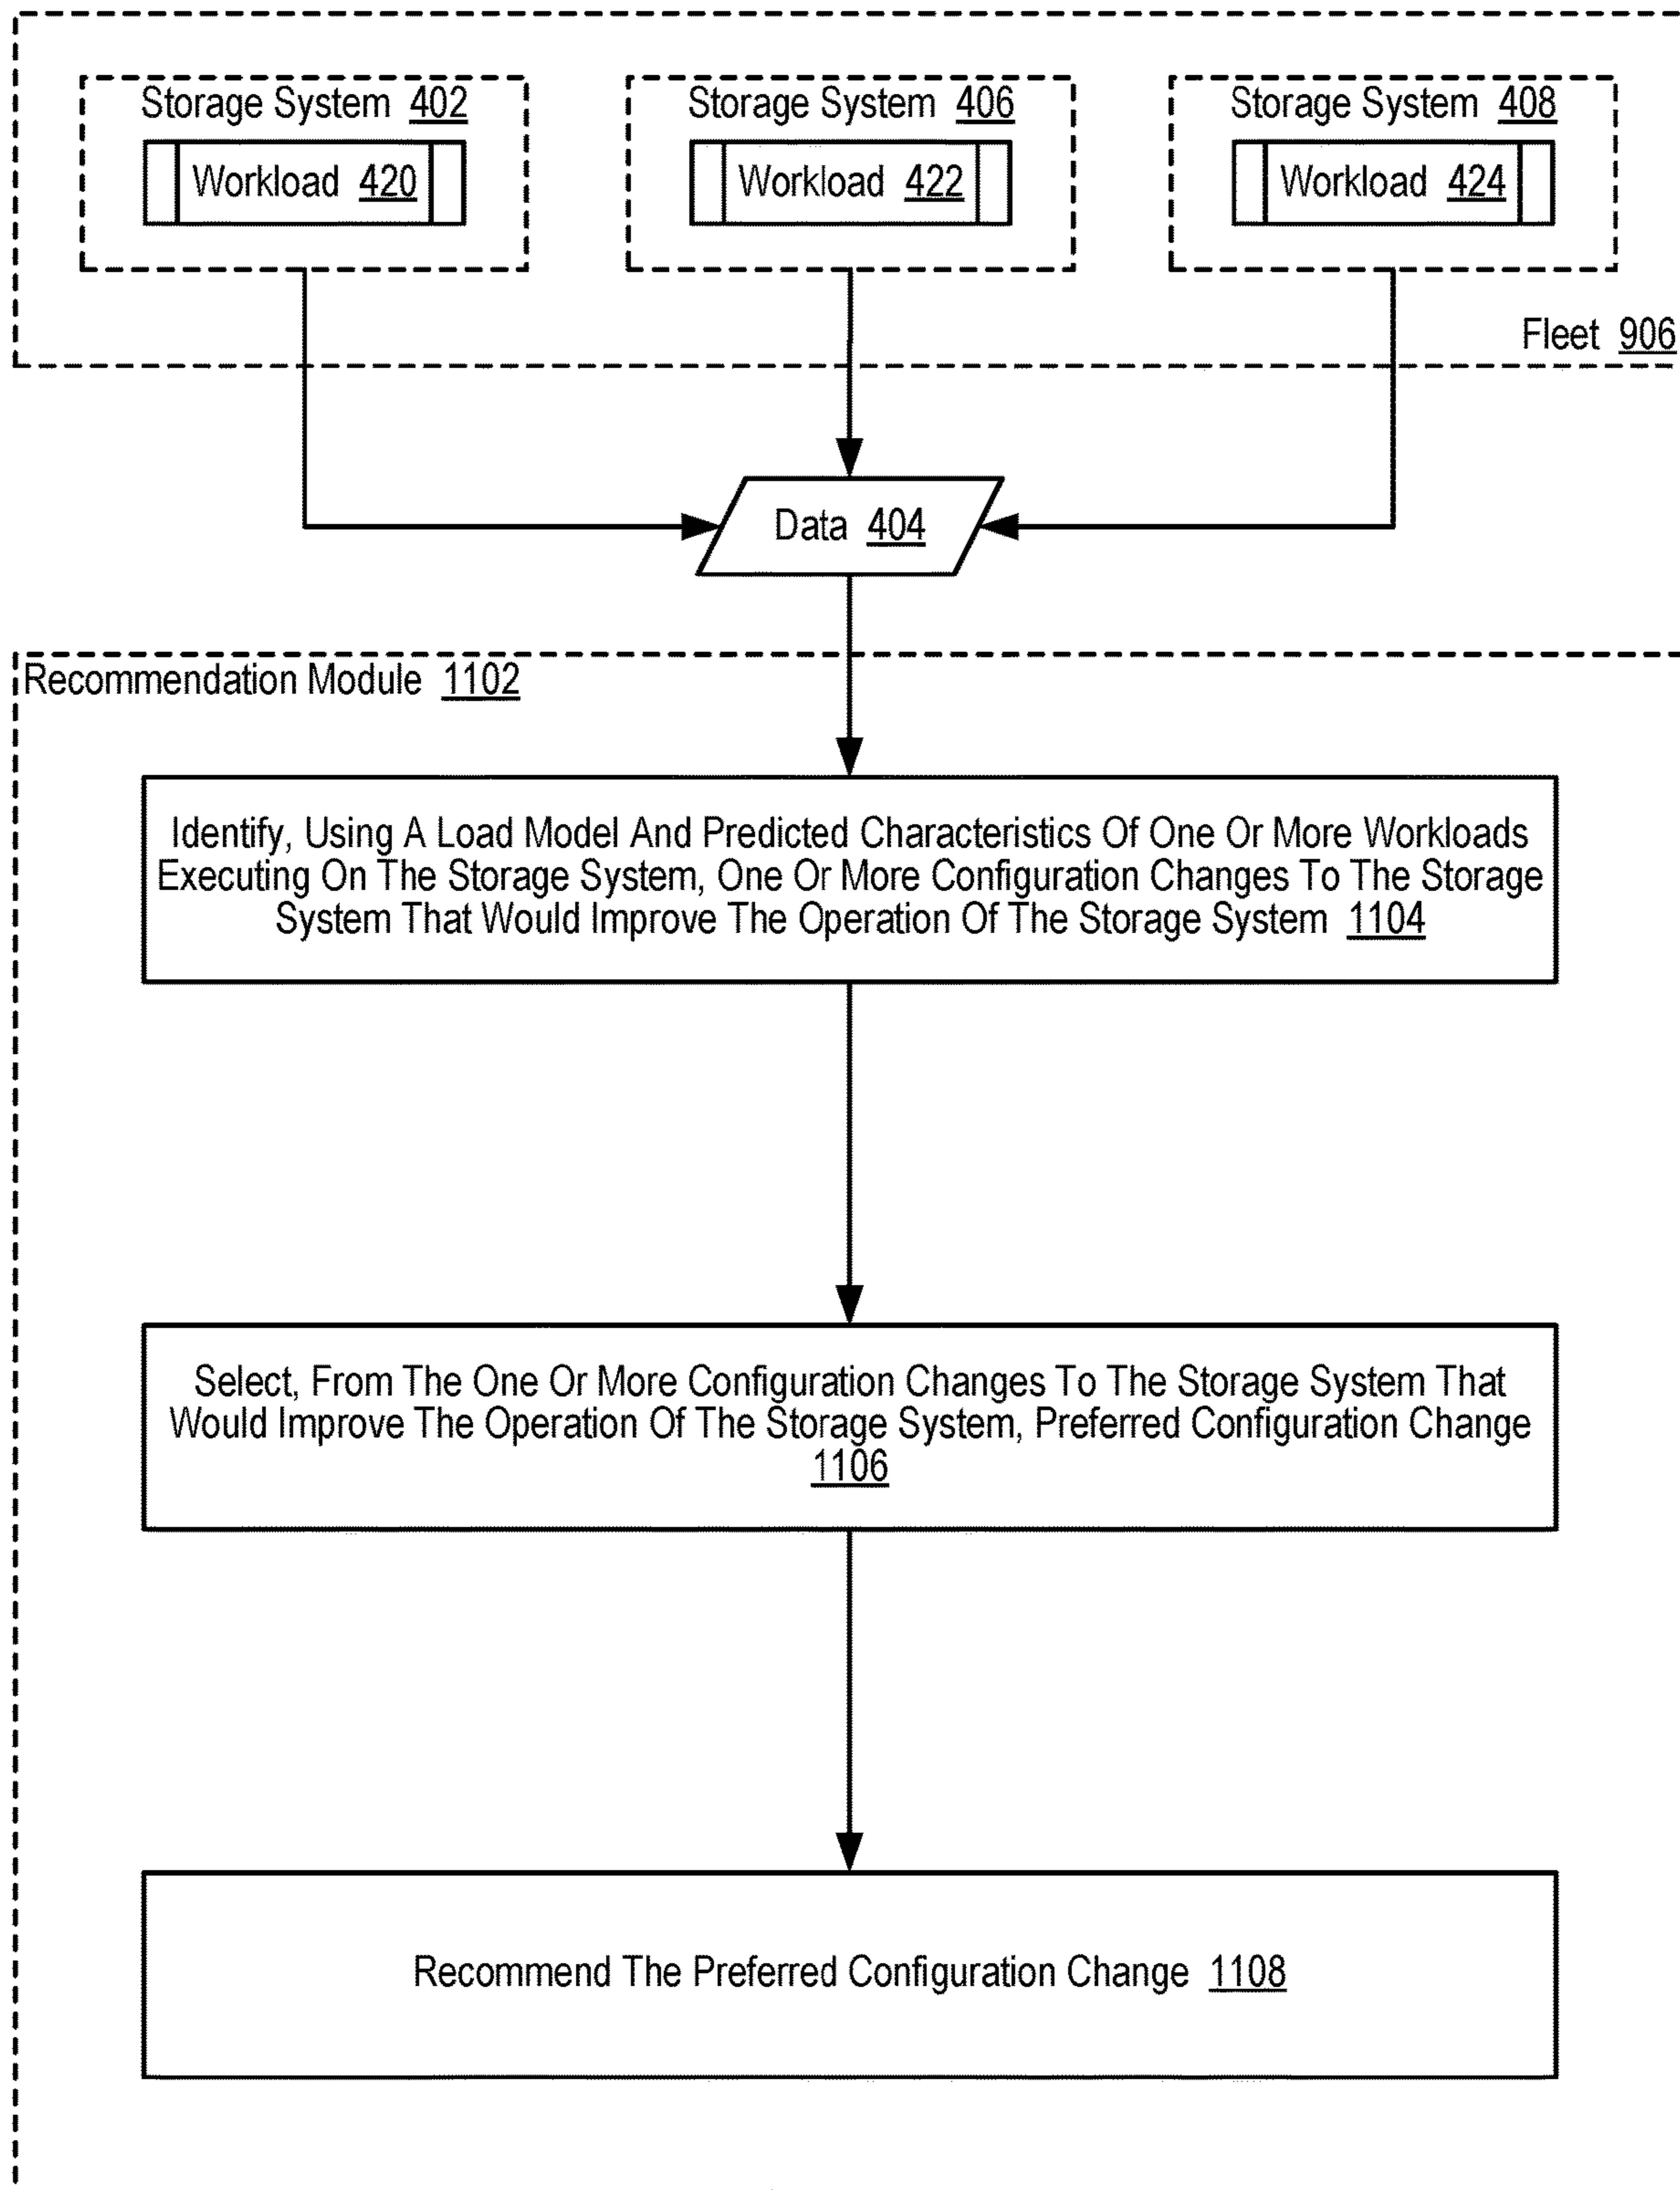 Storage System 402
Storage System 406
Storage System 408
Workload 420
Workload 422
Workload 424
Fleet 906
Data 404
Recommendation Module 1102
Identify, Using A Load Model And Predicted Characteristics Of One Or More Workloads
Executing On The Storage System, One Or More Configuration Changes To The Storage
System That Would Improve The Operation Of The Storage System 1104
Select, From The One Or More Configuration Changes To The Storage System That
Would Improve The Operation Of The Storage System, Preferred Configuration Change
1106
Recommend The Preferred Configuration Change 1108